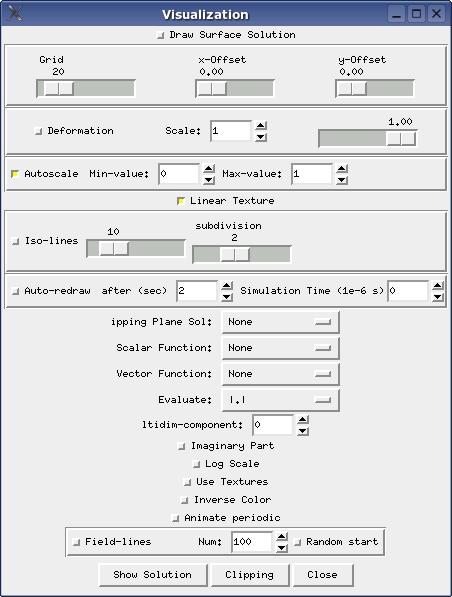 Visualization
Draw Surface Solution
Grid x-Offset y-Offset
20 0.00 0.00
1.00
Deformation Scale: 1
Autoscale Min-value: 0 Max-value: 1
Linear Texture
subdivision
10
2
Iso-lines
Auto-redraw after (sec) 2 Simulation Time (1e-6 s) 0
ipping Plane Sol: None
Scalar Function: None
Vector Function: None
Evaluate: |.|
ltidim-component: 0
Imaginary Part
Log Scale
Use Textures
Inverse Color
Animate periodic
Field-lines Num: 100 Random start
Show Solution Clipping Close